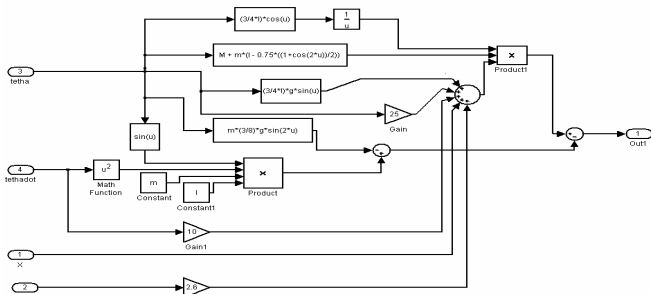 (3/4*l)*cos(u)
1
u
M + m*(l - 0.75*((1+cos(2*u))/2))
×
Product1
3
tetha
(3/4*l)*g*sin(u)
25
Gain
sin(u)
m*(3/8)*g*sin(2*u)
1
Out1
4
tethadot
u²
Math
Function
m
Constant
l
Constant1
×
Product
10
Gain1
1
X
2
2.6